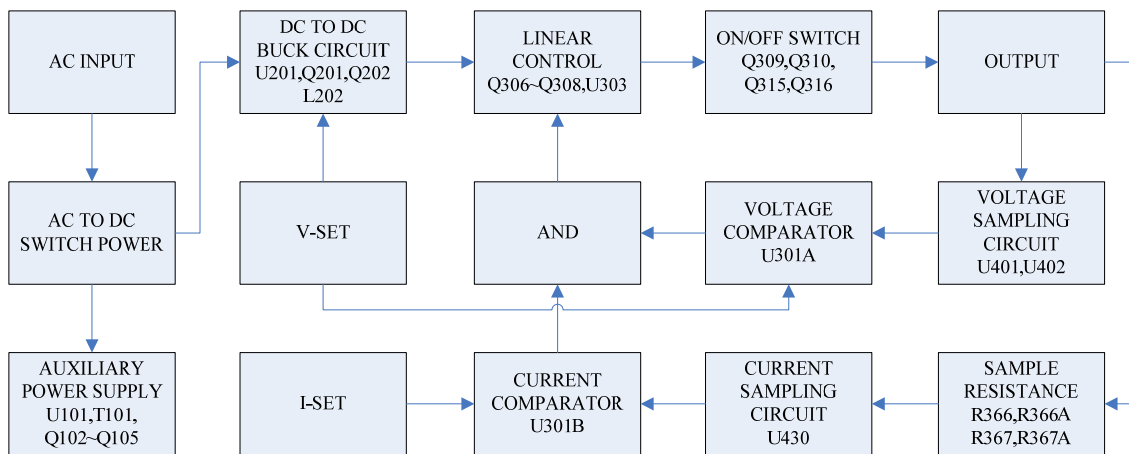 AC INPUT
DC TO DC
BUCK CIRCUIT
U201,Q201,Q202
L202
LINEAR
CONTROL
Q306~Q308,U303
ON/OFF SWITCH
Q309,Q310,
Q315,Q316
OUTPUT
AC TO DC
SWITCH POWER
V-SET
AND
VOLTAGE
COMPARATOR
U301A
VOLTAGE
SAMPLING
CIRCUIT
U401,U402
AUXILIARY
POWER SUPPLY
U101,T101,
Q102~Q105
I-SET
CURRENT
COMPARATOR
U301B
CURRENT
SAMPLING
CIRCUIT
U430
SAMPLE
RESISTANCE
R366,R366A
R367,R367A